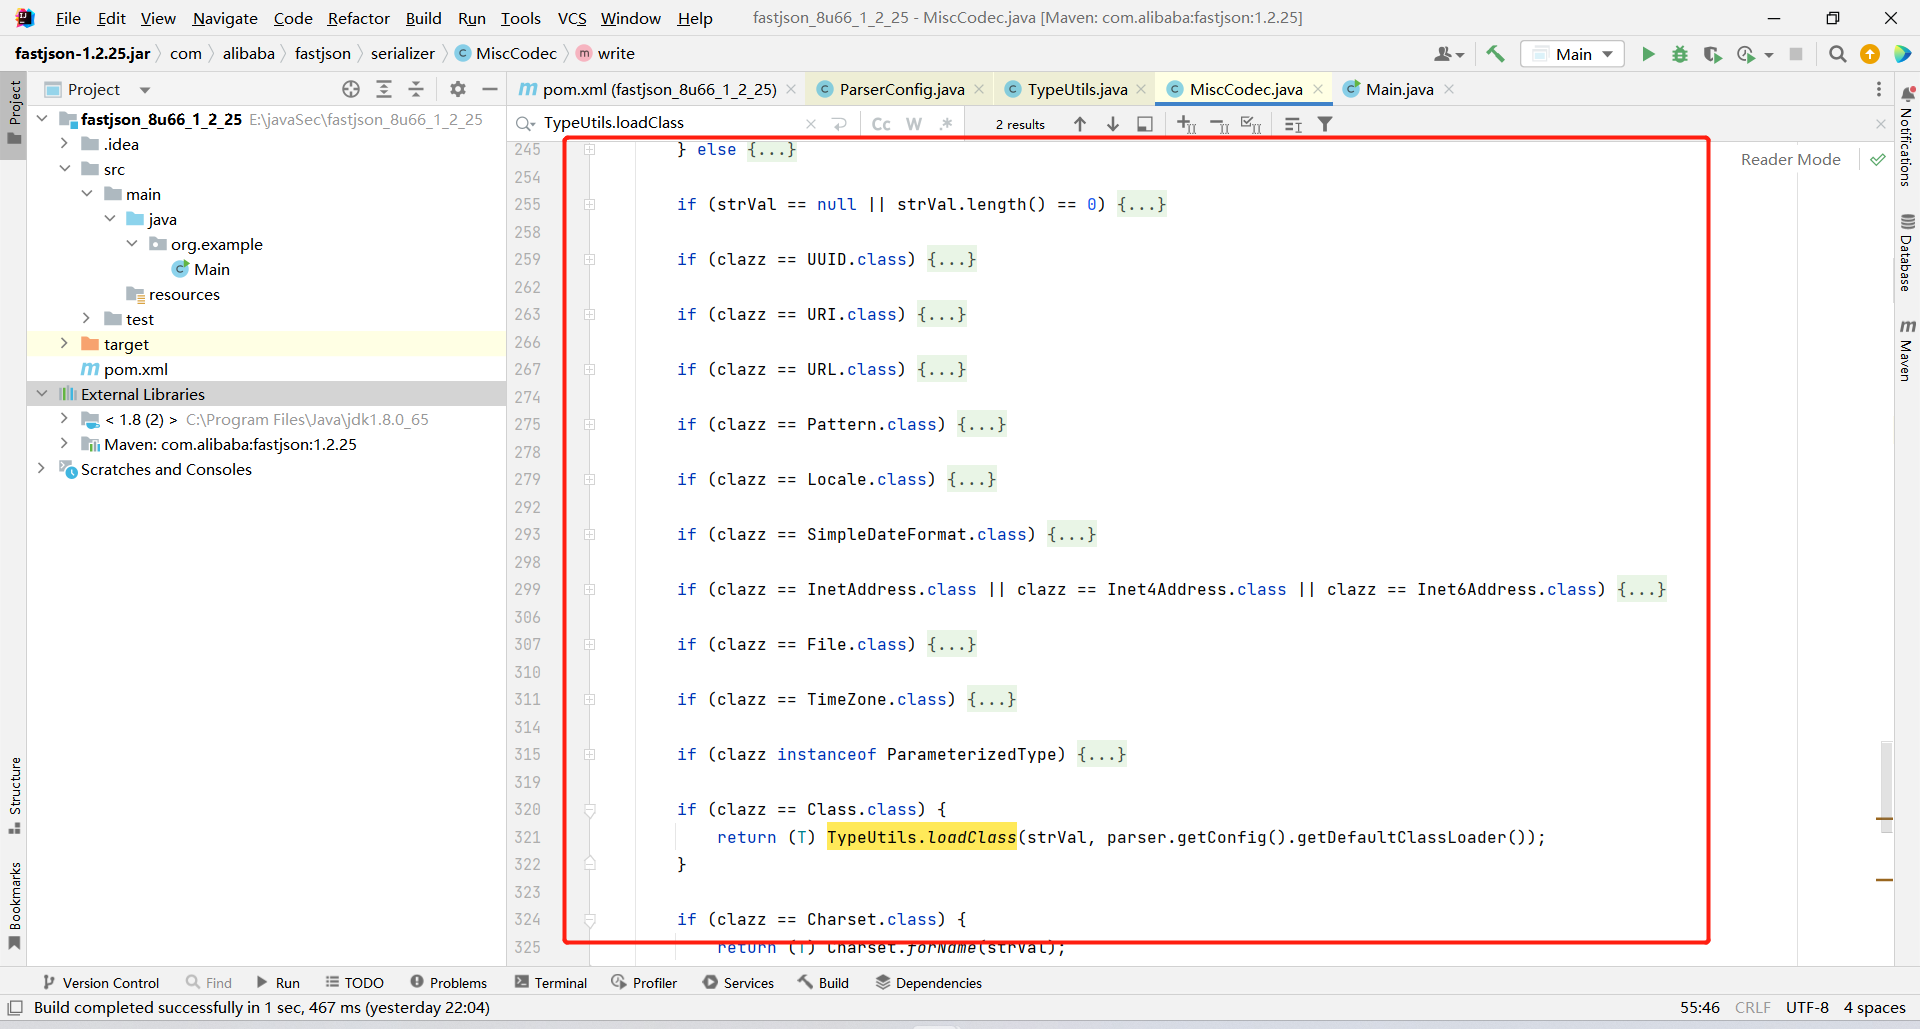 File Edit View Navigate Code Refactor Build Run Tools VCS Window Help fastjson_8u66_1_2_25 - MiscCodec.java [Maven: com.alibaba:fastjson:1.2.25]
fastjson-1.2.25.jar com alibaba fastjson serializer MiscCodec write Main
Project
Project
pom.xml (fastjson_8u66_1_2_25) ParserConfig.java TypeUtils.java MiscCodec.java Main.java
TypeUtils.loadClass Cc W .* 2 results
Reader Mode
fastjson_8u66_1_2_25 E:\javaSec\fastjson_8u66_1_2_25
.idea
src
main
java
org.example
Main
resources
test
target
pom.xml
External Libraries
< 1.8 (2) > C:\Program Files\Java\jdk1.8.0_65
Maven: com.alibaba:fastjson:1.2.25
Scratches and Consoles
245 } else {...}
254
255 if (strVal == null || strVal.length() == 0) {...}
258
259 if (clazz == UUID.class) {...}
262
263 if (clazz == URI.class) {...}
266
267 if (clazz == URL.class) {...}
274
275 if (clazz == Pattern.class) {...}
278
279 if (clazz == Locale.class) {...}
292
293 if (clazz == SimpleDateFormat.class) {...}
298
299 if (clazz == InetAddress.class || clazz == Inet4Address.class || clazz == Inet6Address.class) {...}
306
307 if (clazz == File.class) {...}
310
311 if (clazz == TimeZone.class) {...}
314
315 if (clazz instanceof ParameterizedType) {...}
319
320 if (clazz == Class.class) {
321 return (T) TypeUtils.loadClass(strVal, parser.getConfig().getDefaultClassLoader());
322 }
323
324 if (clazz == Charset.class) {
325 return (T) Charset.forName(strVal);
Notifications
Database
m Maven
Structure
Bookmarks
Version Control Find Run TODO Problems Terminal Profiler Services Build Dependencies
Build completed successfully in 1 sec, 467 ms (yesterday 22:04) 55:46 CRLF UTF-8 4 spaces